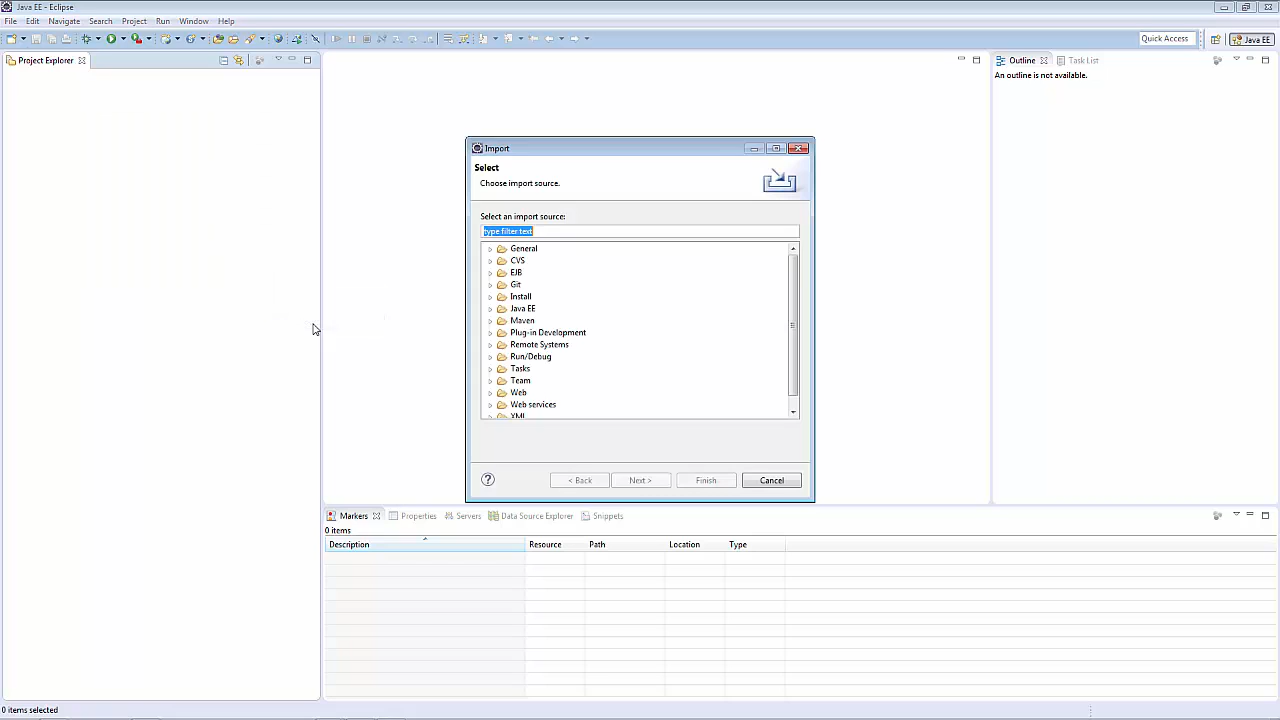 Java EE - Eclipse
File Edit Navigate Search Project Run Window Help
Quick Access Java EE
Project Explorer
Outline Task List
An outline is not available.
Import
Select
Choose import source.
Select an import source:
type filter text
General
CVS
EJB
Git
Install
Java EE
Maven
Plug-in Development
Remote Systems
Run/Debug
Tasks
Team
Web
Web services
XML
< Back Next > Finish Cancel
Markers Properties Servers Data Source Explorer Snippets
0 items
Description Resource Path Location Type
0 items selected